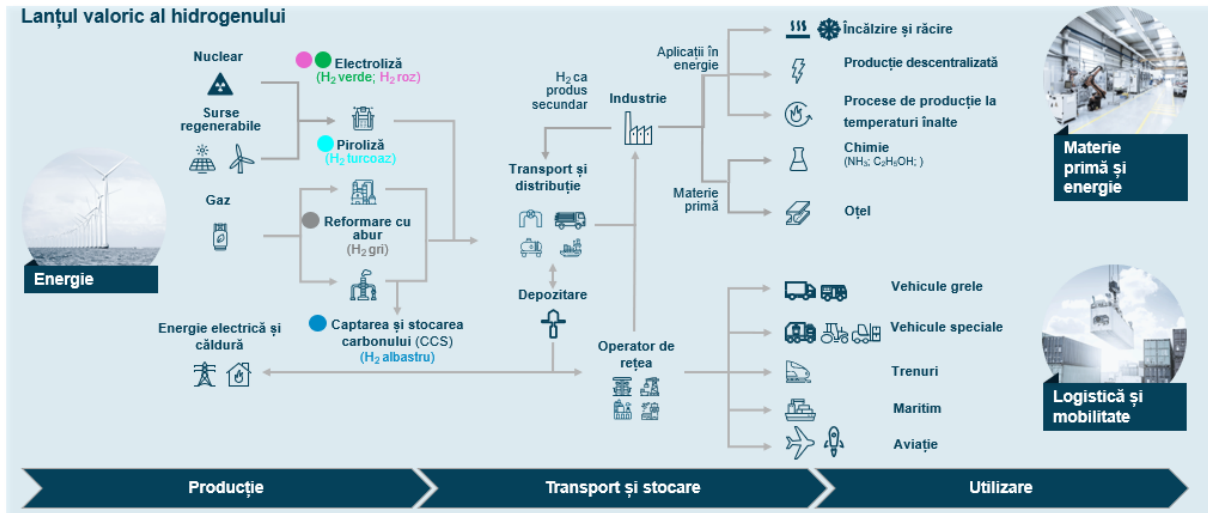 Lanțul valoric al hidrogenului
Nuclear
Surse
regenerabile
Gaz
Energie
Energie electrică și
căldură
Electroliză
(H₂ verde; H₂ roz)
Piroliză
(H₂ turcoaz)
Reformare cu
abur
(H₂ gri)
Captarea și stocarea
carbonului (CCS)
(H₂ albastru)
H₂ ca
produs
secundar
Industrie
Transport și
distribuție
Depozitare
Operator de
rețea
Aplicații în
energie
Materie
primă
Încălzire și răcire
Producție descentralizată
Procese de producție la
temperaturi înalte
Chimie
(NH₃; C₂H₅OH; )
Oțel
Vehicule grele
Vehicule speciale
Trenuri
Maritim
Aviație
Materie
primă și
energie
Logistică și
mobilitate
Producție
Transport și stocare
Utilizare